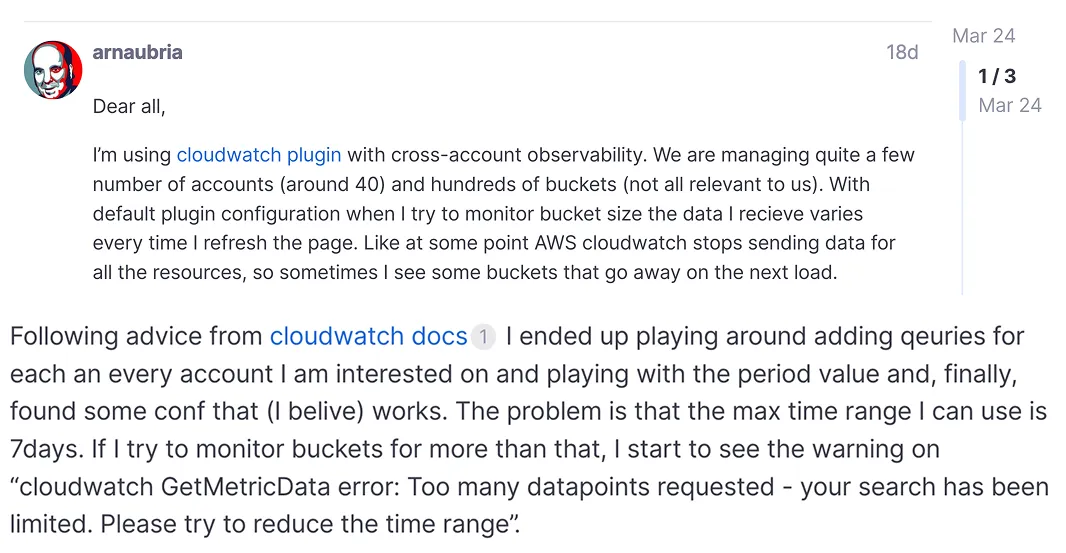 arnaubria
18d
Mar 24
1 / 3
Mar 24
Dear all,
I’m using cloudwatch plugin with cross-account observability. We are managing quite a few
number of accounts (around 40) and hundreds of buckets (not all relevant to us). With
default plugin configuration when I try to monitor bucket size the data I recieve varies
every time I refresh the page. Like at some point AWS cloudwatch stops sending data for
all the resources, so sometimes I see some buckets that go away on the next load.
Following advice from cloudwatch docs 1 I ended up playing around adding qeuries for
each an every account I am interested on and playing with the period value and, finally,
found some conf that (I belive) works. The problem is that the max time range I can use is
7days. If I try to monitor buckets for more than that, I start to see the warning on
“cloudwatch GetMetricData error: Too many datapoints requested - your search has been
limited. Please try to reduce the time range”.